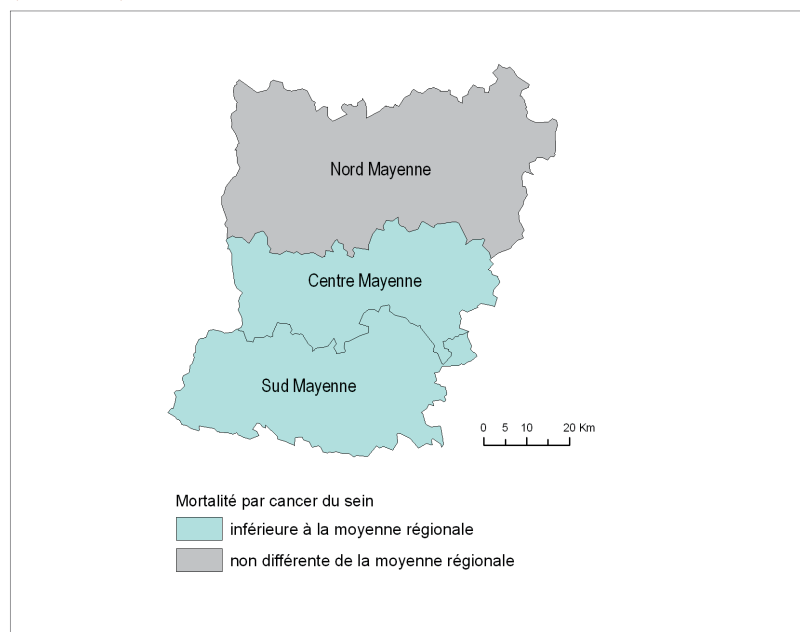 Nord Mayenne
Centre Mayenne
Sud Mayenne
0 5 10 20 Km
Mortalité par cancer du sein
inférieure à la moyenne régionale
non différente de la moyenne régionale